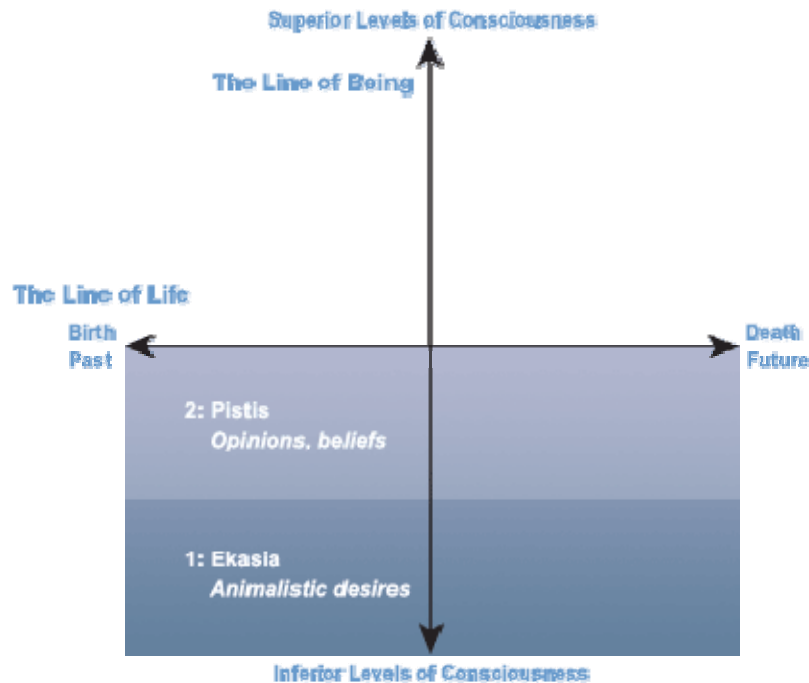 Superior Levels of Consciousness
The Line of Being
The Line of Life
Birth
Past
Death
Future
2: Pistis
Opinions, beliefs
1: Ekasia
Animalistic desires
Inferior Levels of Consciousness